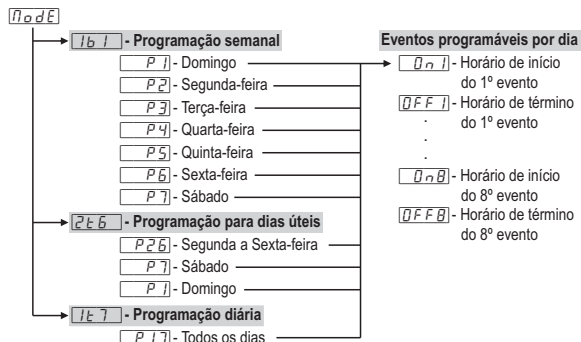 ModE
1b1 - Programação semanal
P1 - Domingo
P2 - Segunda-feira
P3 - Terça-feira
P4 - Quarta-feira
P5 - Quinta-feira
P6 - Sexta-feira
P7 - Sábado
2t6 - Programação para dias úteis
P26 - Segunda a Sexta-feira
P7 - Sábado
P1 - Domingo
1t7 - Programação diária
P17 - Todos os dias
Eventos programáveis por dia
On1 - Horário de início
do 1º evento
OFF1 - Horário de término
do 1º evento
.
.
.
On8 - Horário de início
do 8º evento
OFF8 - Horário de término
do 8º evento